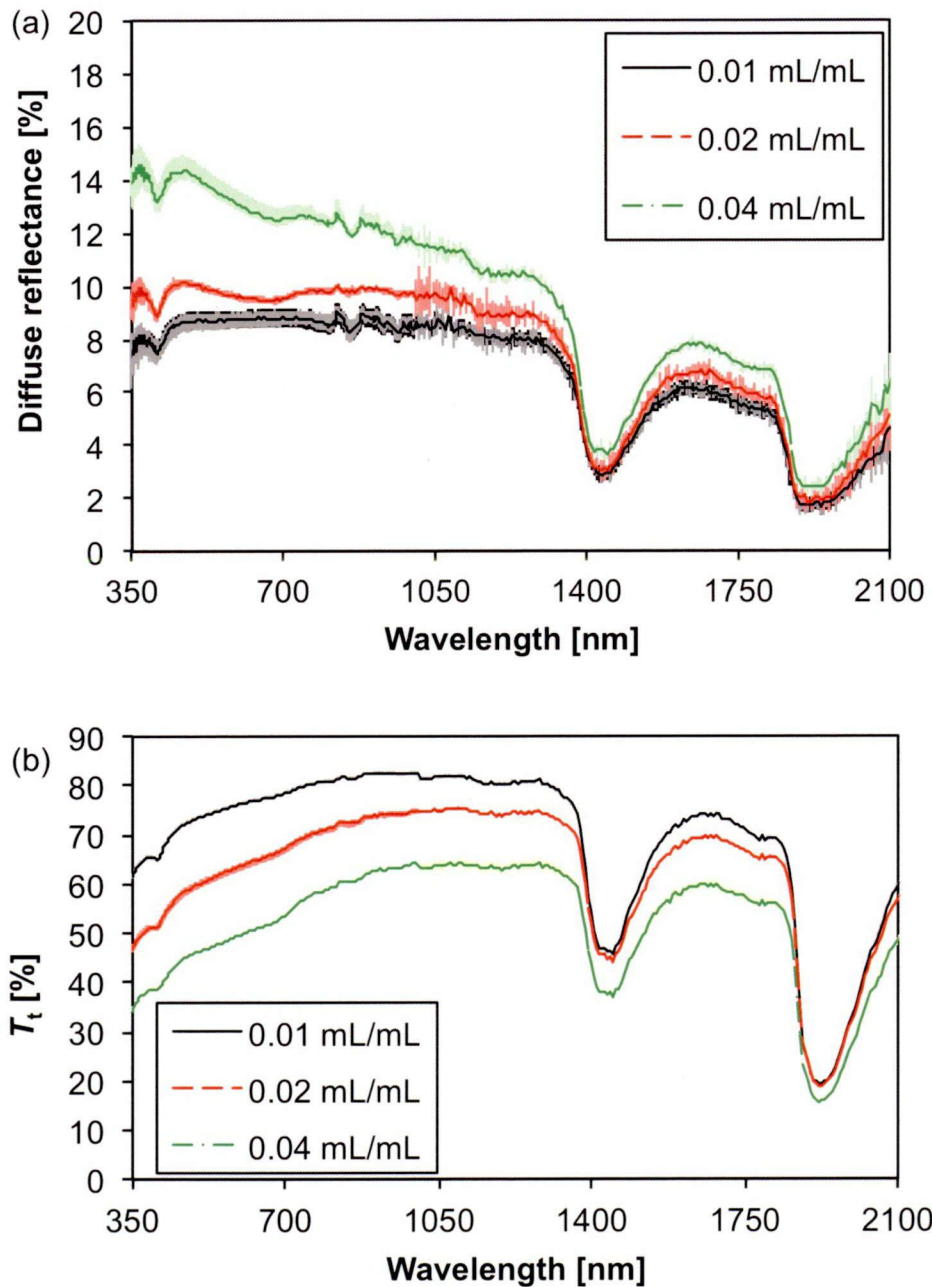 (a)
20
18
16
14
12
10
8
6
4
2
0
Diffuse reflectance [%]
0.01 mL/mL
0.02 mL/mL
0.04 mL/mL
350 700 1050 1400 1750 2100
Wavelength [nm]
(b)
90
80
70
60
50
40
30
20
10
0
Tt [%]
0.01 mL/mL
0.02 mL/mL
0.04 mL/mL
350 700 1050 1400 1750 2100
Wavelength [nm]